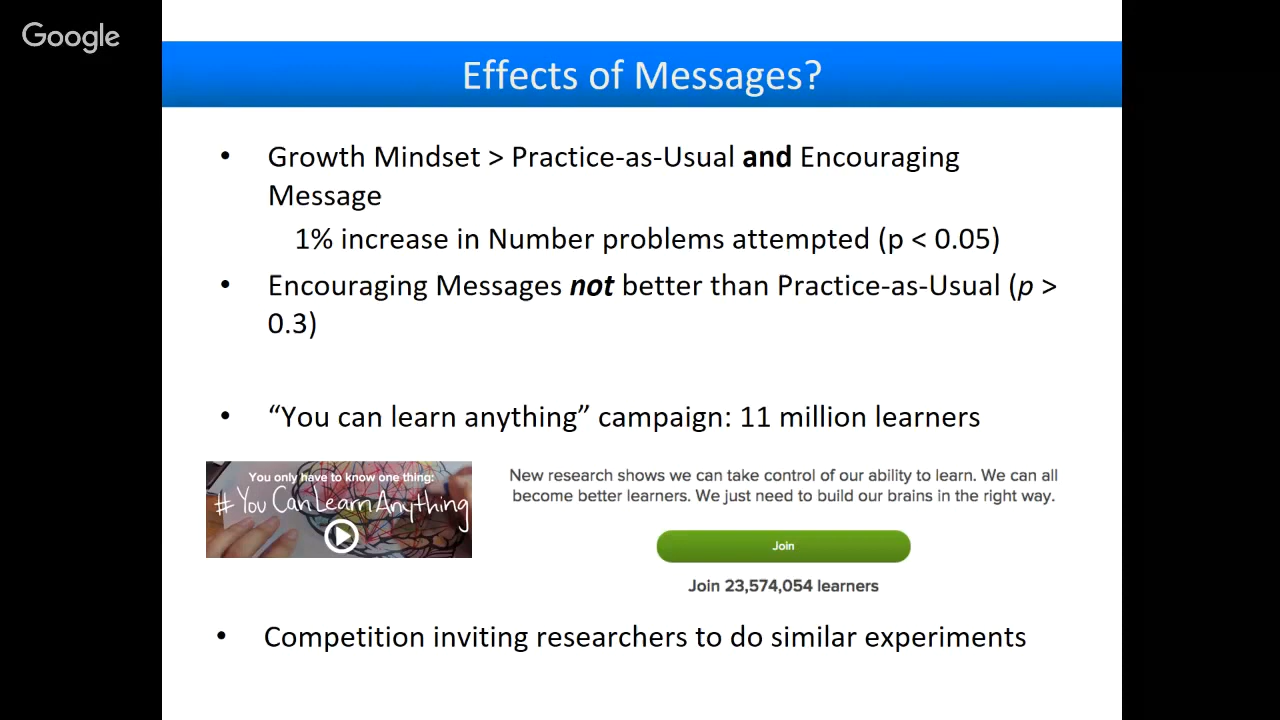 Google
Effects of Messages?
• Growth Mindset > Practice-as-Usual and Encouraging
Message
1% increase in Number problems attempted (p < 0.05)
• Encouraging Messages not better than Practice-as-Usual (p >
0.3)
• “You can learn anything” campaign: 11 million learners
You only have to know one thing:
#YouCanLearnAnything
New research shows we can take control of our ability to learn. We can all
become better learners. We just need to build our brains in the right way.
Join
Join 23,574,054 learners
• Competition inviting researchers to do similar experiments